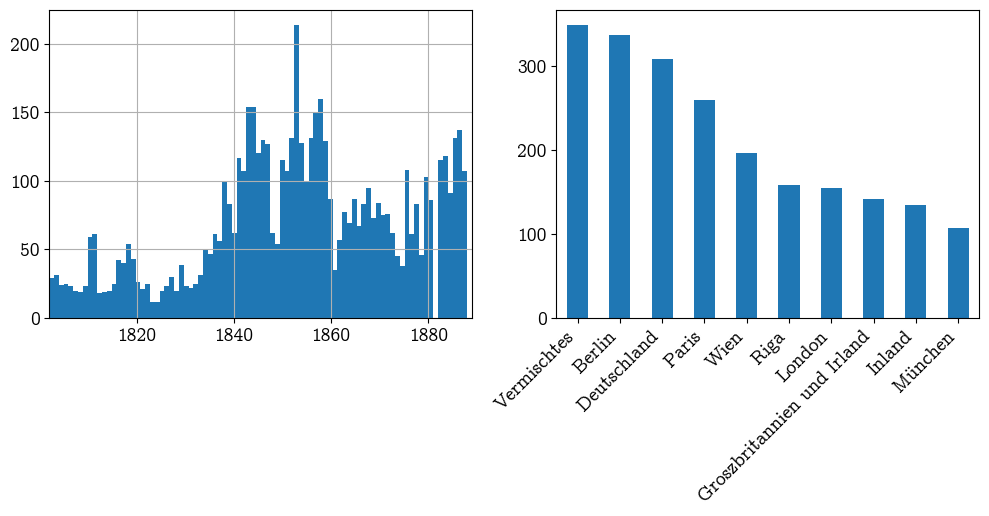 200
150
100
50
0
1820 1840 1860 1880
300
200
100
0
Vermischtes
Berlin
Deutschland
Paris
Wien
Riga
London
Groszbritannien und Irland
Inland
München